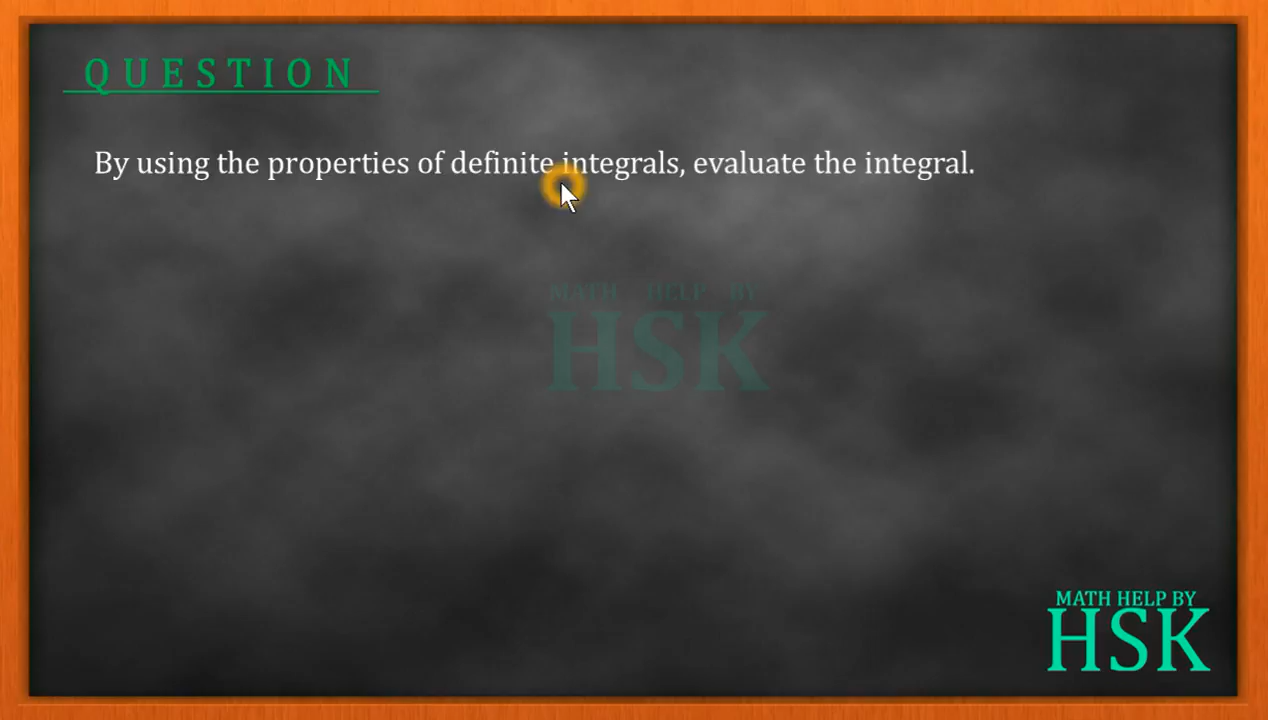 QUESTION
By using the properties of definite integrals, evaluate the integral.
MATH HELP BY
HSK
MATH HELP BY
HSK